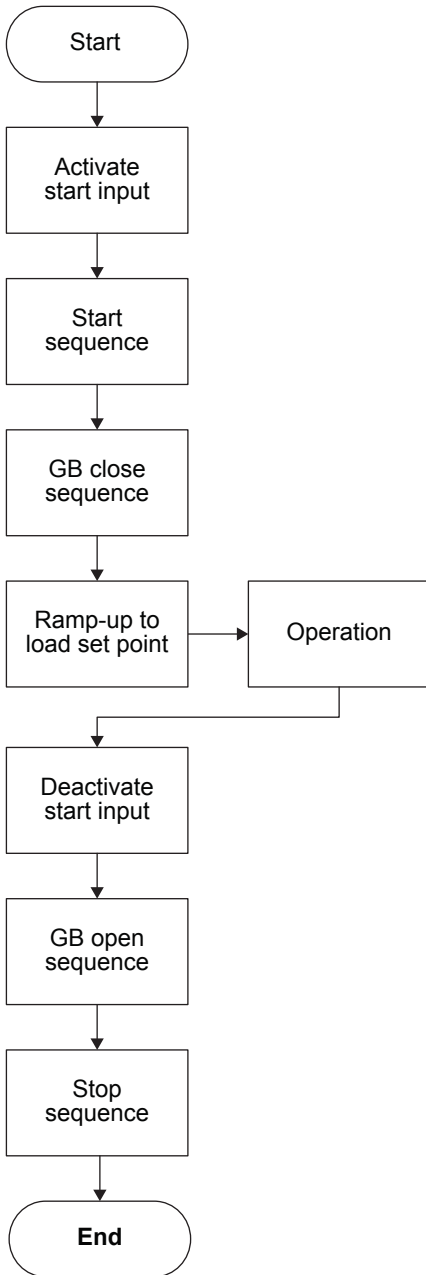 Start
Activate
start input
Start
sequence
GB close
sequence
Ramp-up to
load set point
Operation
Deactivate
start input
GB open
sequence
Stop
sequence
End